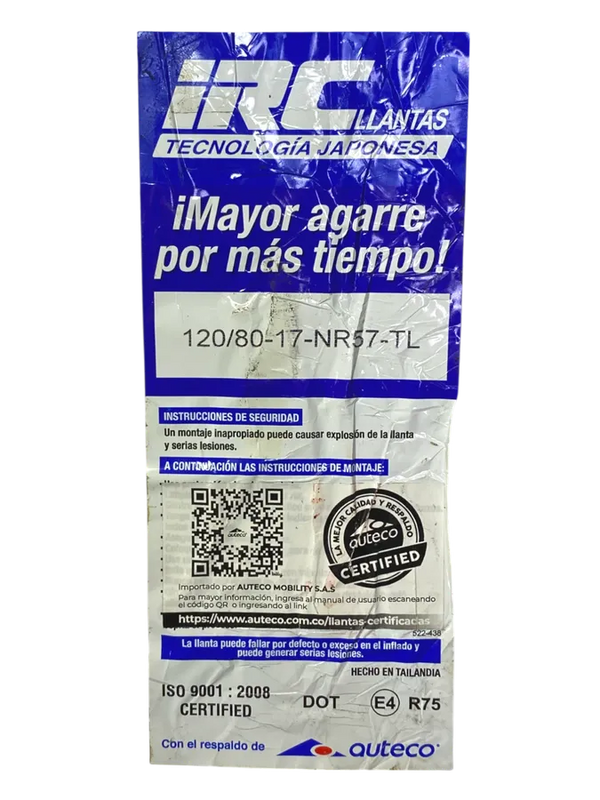 iRC LLANTAS
TECNOLOGÍA JAPONESA
¡Mayor agarre
por más tiempo!
120/80-17-NR57-TL
INSTRUCCIONES DE SEGURIDAD
Un montaje inapropiado puede causar explosión de la llanta
y serias lesiones.
A CONTINUACIÓN LAS INSTRUCCIONES DE MONTAJE:
auteco
LA MEJOR CALIDAD Y RESPALDO
auteco
CERTIFIED
Importado por AUTECO MOBILITY S.A.S
Para mayor información, ingresa al manual de usuario escaneando
el código QR o ingresando al link
https://www.auteco.com.co/llantas-certificadas
622-438
La llanta puede fallar por defecto o exceso en el inflado y
puede generar serias lesiones.
HECHO EN TAILANDIA
ISO 9001 : 2008
CERTIFIED
DOT E4 R75
Con el respaldo de auteco